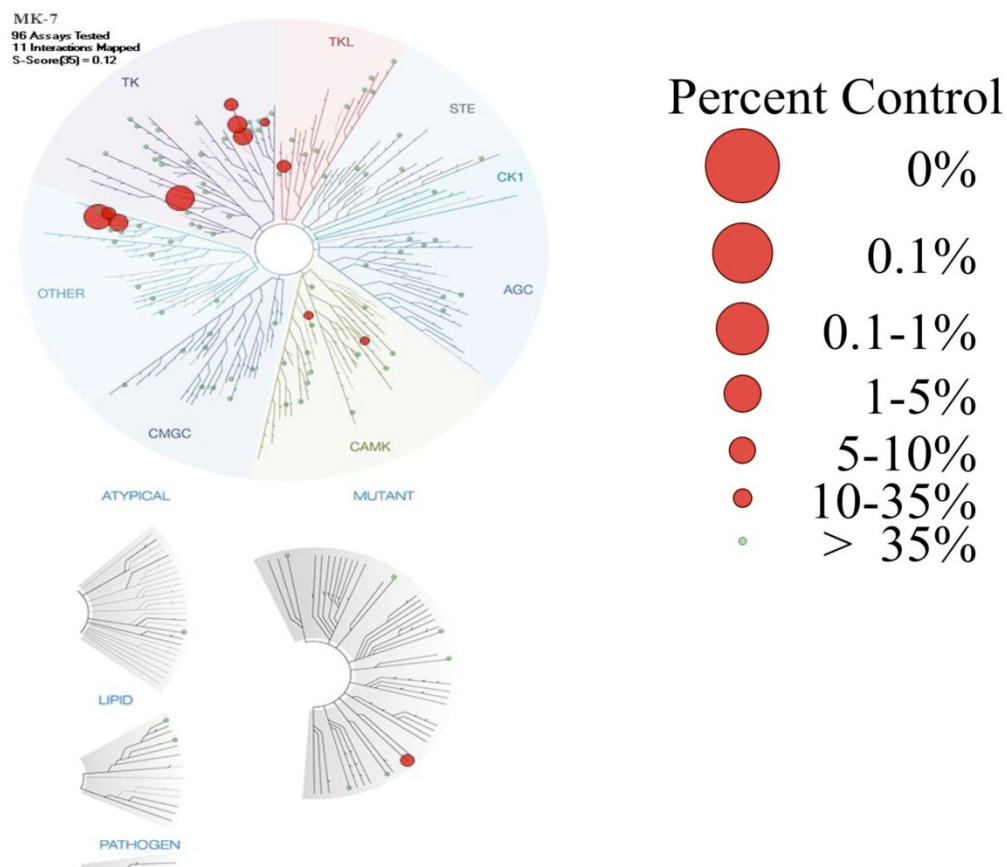 MK-7
96 Assays Tested
11 Interactions Mapped
S-Score(35) = 0.12
TKL
TK
STE
CK1
AGC
OTHER
CMGC
CAMK
ATYPICAL
MUTANT
LIPID
PATHOGEN
Percent Control
0%
0.1%
0.1-1%
1-5%
5-10%
10-35%
> 35%